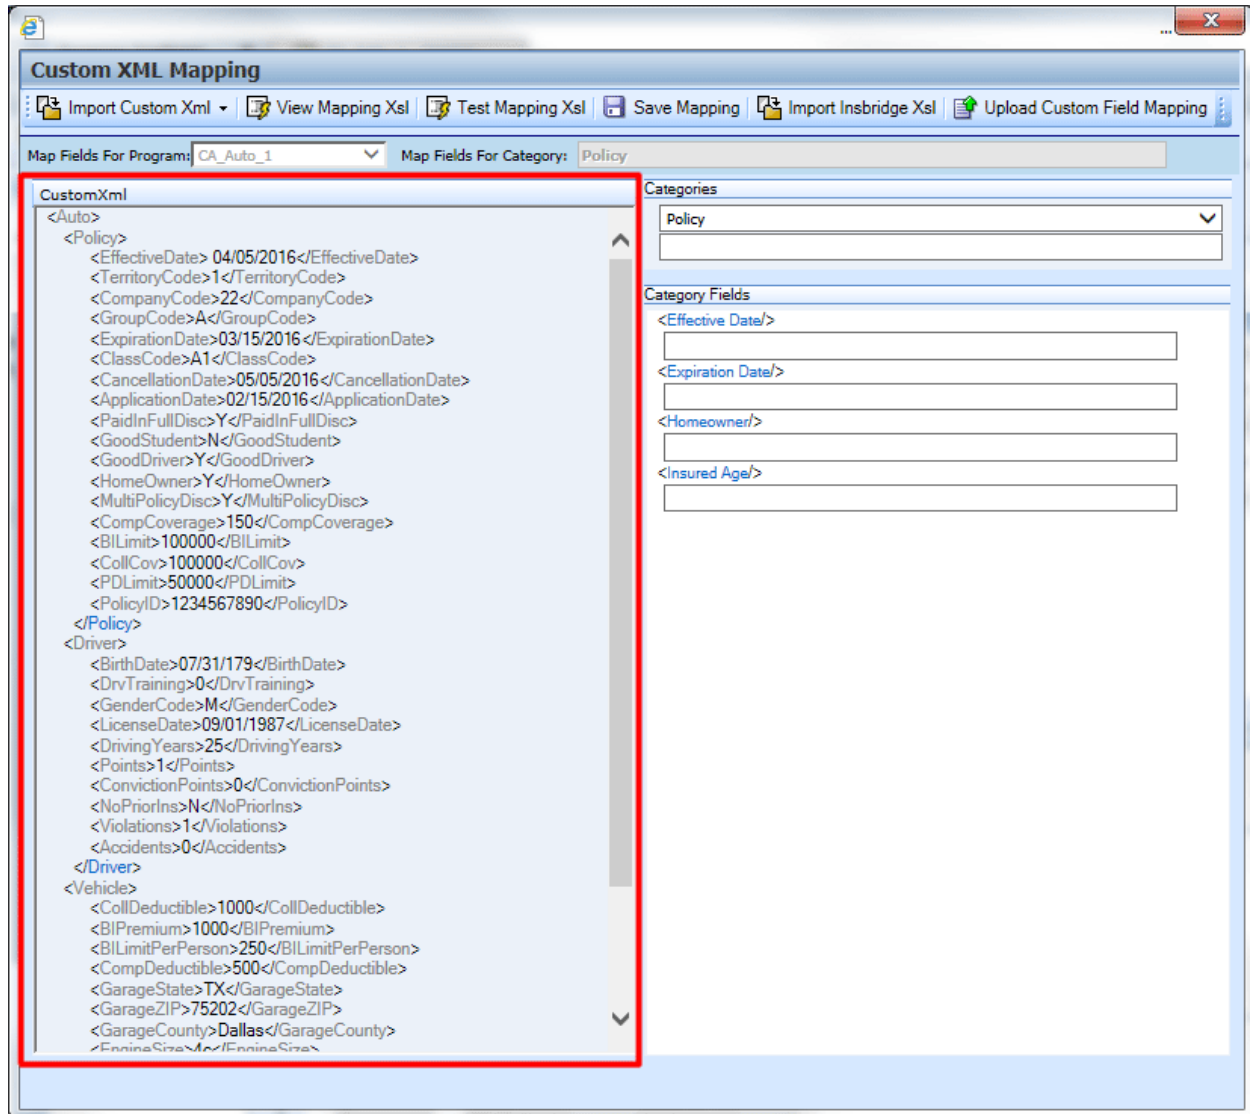 ...
Custom XML Mapping
Import Custom Xml View Mapping Xsl Test Mapping Xsl Save Mapping Import Insbridge Xsl Upload Custom Field Mapping
Map Fields For Program: CA_Auto_1 Map Fields For Category: Policy
CustomXml
<Auto>
<Policy>
<EffectiveDate> 04/05/2016</EffectiveDate>
<TerritoryCode>1</TerritoryCode>
<CompanyCode>22</CompanyCode>
<GroupCode>A</GroupCode>
<ExpirationDate>03/15/2016</ExpirationDate>
<ClassCode>A1</ClassCode>
<CancellationDate>05/05/2016</CancellationDate>
<ApplicationDate>02/15/2016</ApplicationDate>
<PaidInFullDisc>Y</PaidInFullDisc>
<GoodStudent>N</GoodStudent>
<GoodDriver>Y</GoodDriver>
<HomeOwner>Y</HomeOwner>
<MultiPolicyDisc>Y</MultiPolicyDisc>
<CompCoverage>150</CompCoverage>
<BILimit>100000</BILimit>
<CollCov>100000</CollCov>
<PDLimit>50000</PDLimit>
<PolicyID>1234567890</PolicyID>
</Policy>
<Driver>
<BirthDate>07/31/179</BirthDate>
<DrvTraining>0</DrvTraining>
<GenderCode>M</GenderCode>
<LicenseDate>09/01/1987</LicenseDate>
<DrivingYears>25</DrivingYears>
<Points>1</Points>
<ConvictionPoints>0</ConvictionPoints>
<NoPriorIns>N</NoPriorIns>
<Violations>1</Violations>
<Accidents>0</Accidents>
</Driver>
<Vehicle>
<CollDeductible>1000</CollDeductible>
<BIPremium>1000</BIPremium>
<BILimitPerPerson>250</BILimitPerPerson>
<CompDeductible>500</CompDeductible>
<GarageState>TX</GarageState>
<GarageZIP>75202</GarageZIP>
<GarageCounty>Dallas</GarageCounty>
<EngineSize>4c</EngineSize>
Categories
Policy
Category Fields
<Effective Date/>
<Expiration Date/>
<Homeowner/>
<Insured Age/>